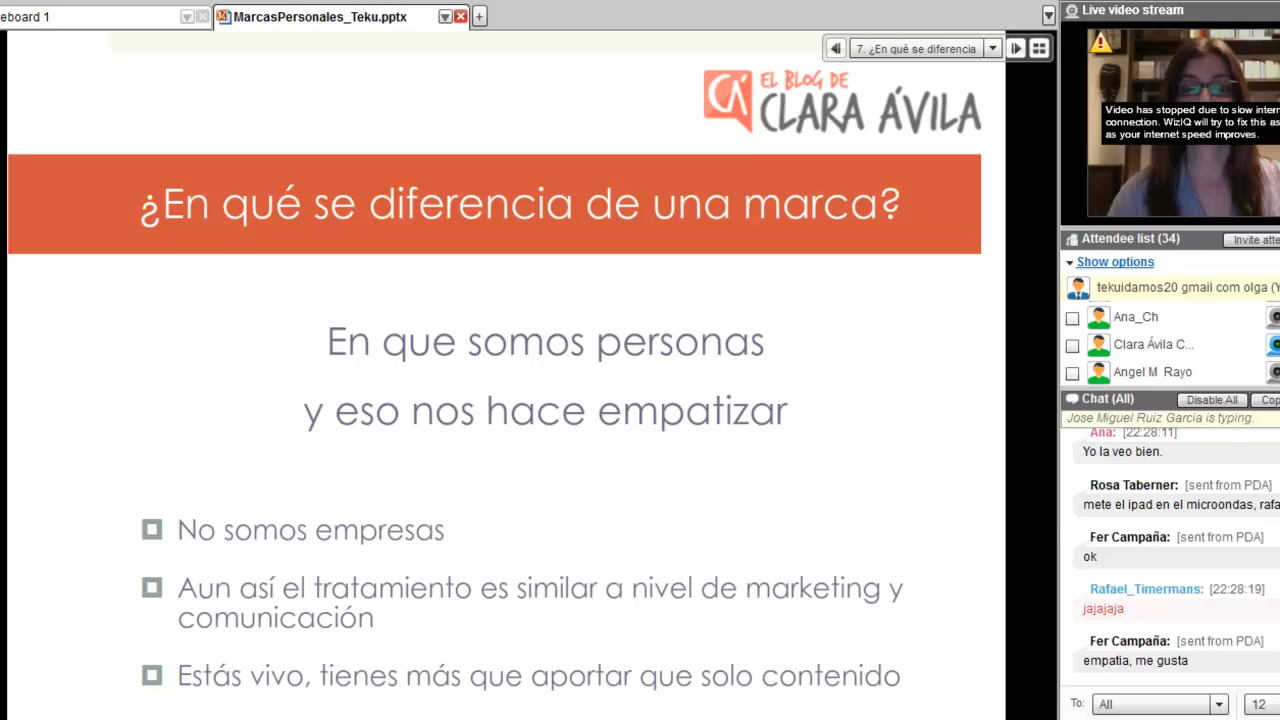 eboard 1
MarcasPersonales_Teku.pptx
7. ¿En qué se diferencia
EL BLOG DE
CLARA ÁVILA
CÁ
¿En qué se diferencia de una marca?
En que somos personas
y eso nos hace empatizar
No somos empresas
Aun así el tratamiento es similar a nivel de marketing y
comunicación
Estás vivo, tienes más que aportar que solo contenido
Live video stream
Video has stopped due to slow intern
connection. WizIQ will try to fix this as
as your internet speed improves.
Attendee list (34)
Invite atte
Show options
tekuidamos20 gmail com olga (Y
Ana_Ch
Clara Ávila C...
Angel M Rayo
Chat (All)
Disable All
Cop
Jose Miguel Ruiz Garcia is typing.
Ana: [22:28:11]
Yo la veo bien.
Rosa Taberner: [sent from PDA]
mete el ipad en el microondas, rafa
Fer Campaña: [sent from PDA]
ok
Rafael_Timermans: [22:28:19]
jajajaja
Fer Campaña: [sent from PDA]
empatia, me gusta
To:
All
12